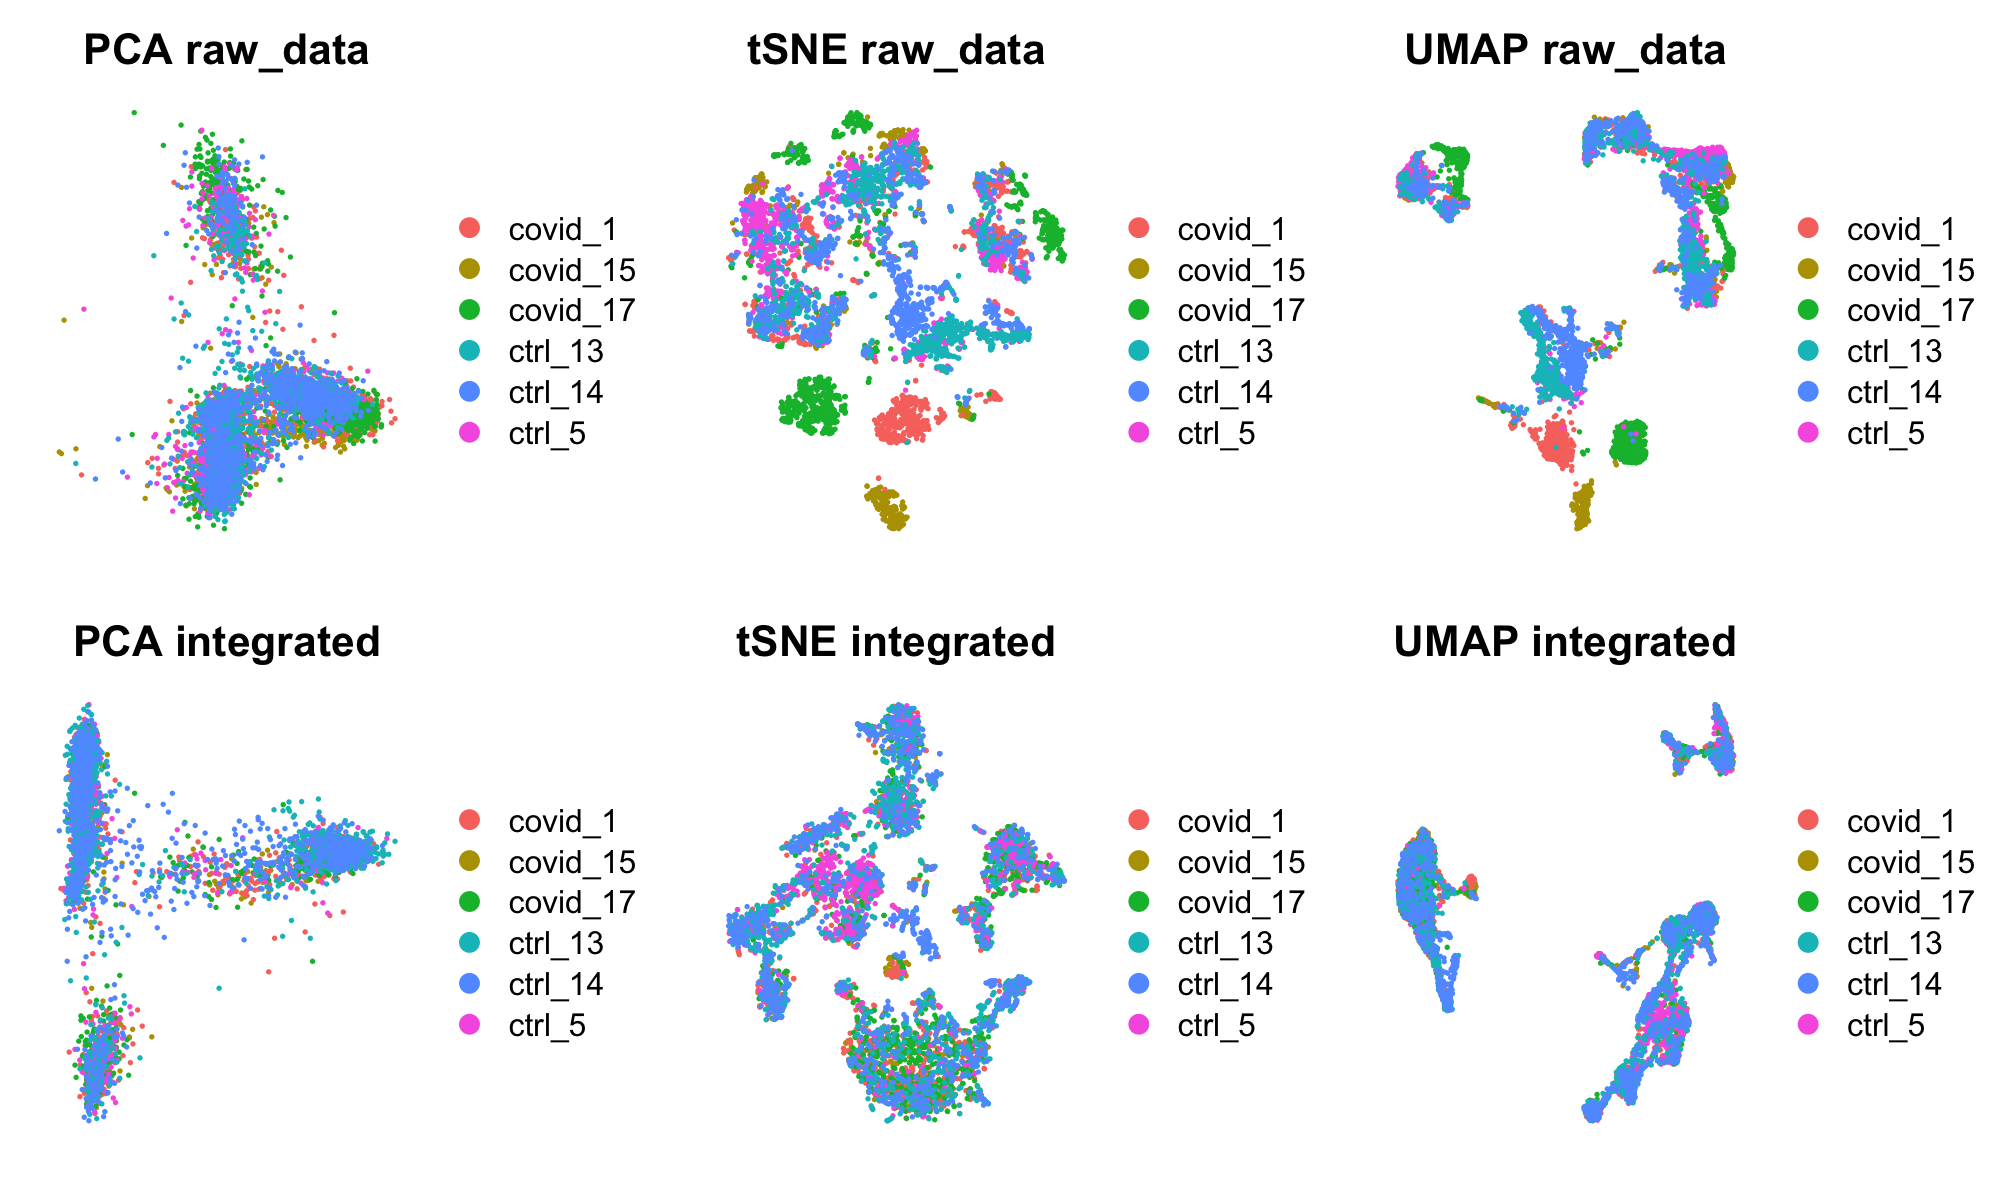 PCA raw_data
covid_1
covid_15
covid_17
ctrl_13
ctrl_14
ctrl_5
tSNE raw_data
covid_1
covid_15
covid_17
ctrl_13
ctrl_14
ctrl_5
UMAP raw_data
covid_1
covid_15
covid_17
ctrl_13
ctrl_14
ctrl_5
PCA integrated
covid_1
covid_15
covid_17
ctrl_13
ctrl_14
ctrl_5
tSNE integrated
covid_1
covid_15
covid_17
ctrl_13
ctrl_14
ctrl_5
UMAP integrated
covid_1
covid_15
covid_17
ctrl_13
ctrl_14
ctrl_5